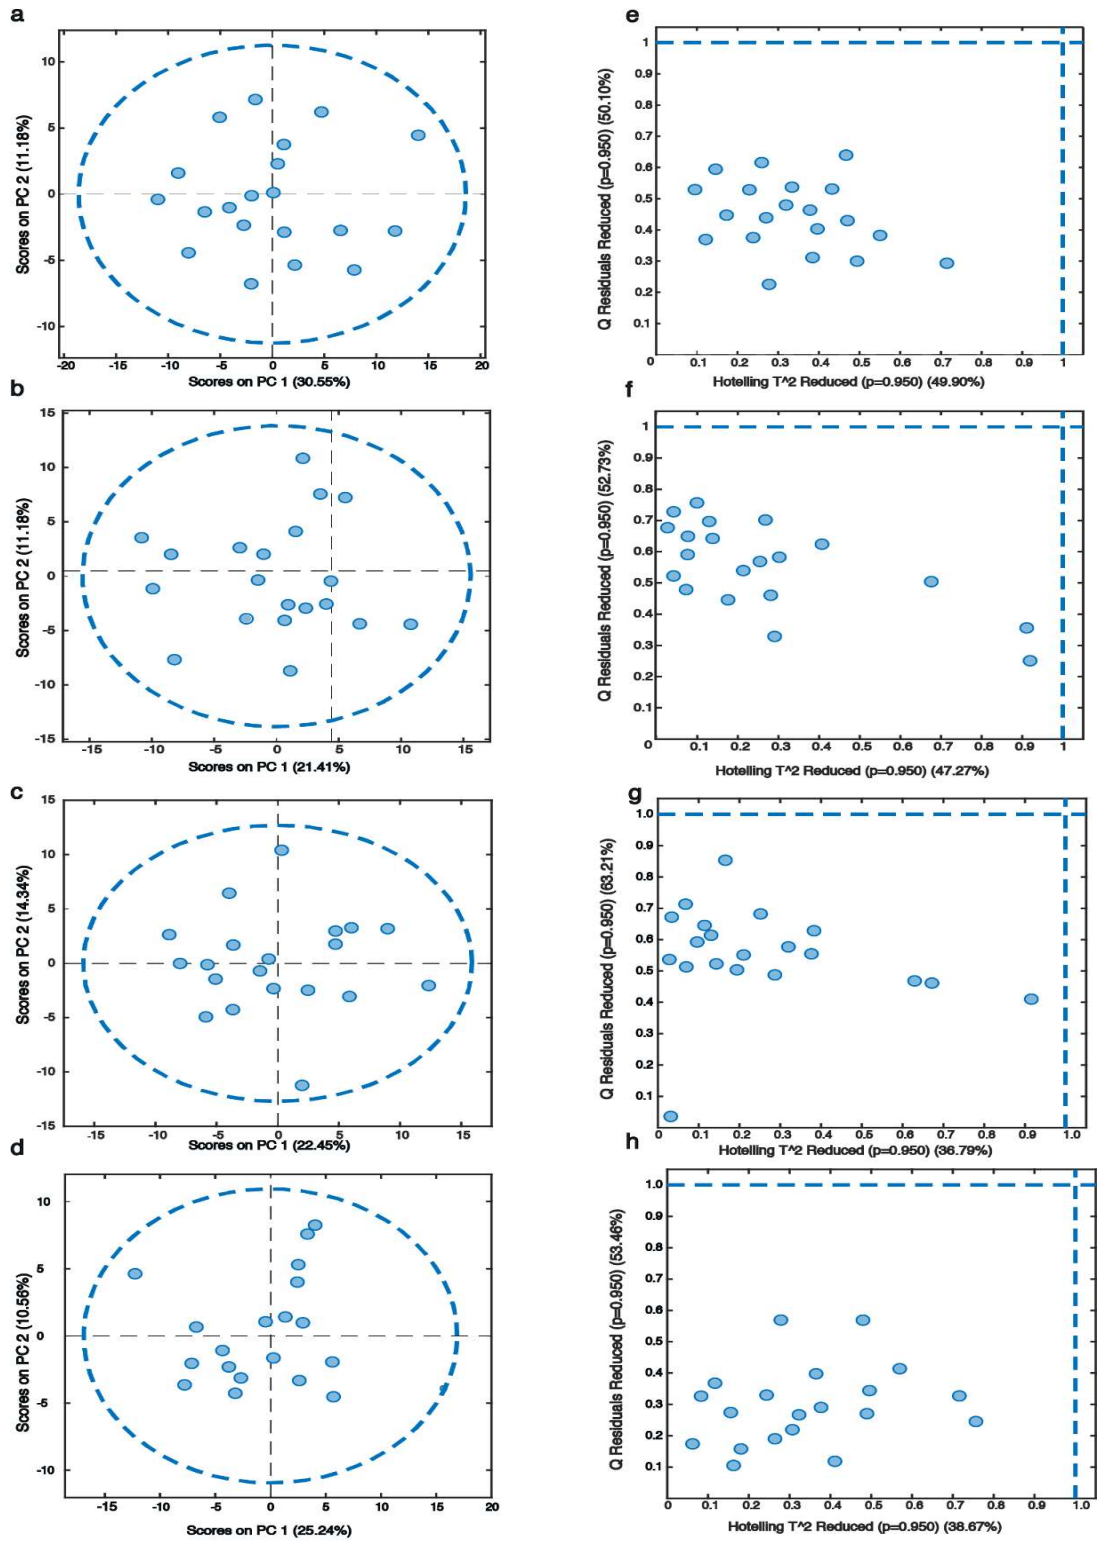 a
10
5
0
-5
-10
-20 -15 -10 -5 0 5 10 15 20
Scores on PC 1 (30.55%)
Scores on PC 2 (11.18%)
e
1
0.9
0.8
0.7
0.6
0.5
0.4
0.3
0.2
0.1
0 0.1 0.2 0.3 0.4 0.5 0.6 0.7 0.8 0.9 1
Hotelling T^2 Reduced (p=0.950) (49.90%)
Q Residuals Reduced (p=0.950) (50.10%)
b
15
10
5
0
-5
-10
-15
-15 -10 -5 0 5 10 15
Scores on PC 1 (21.41%)
Scores on PC 2 (11.18%)
f
1
0.9
0.8
0.7
0.6
0.5
0.4
0.3
0.2
0.1
0 0.1 0.2 0.3 0.4 0.5 0.6 0.7 0.8 0.9 1
Hotelling T^2 Reduced (p=0.950) (47.27%)
Q Residuals Reduced (p=0.950) (52.73%)
c
15
10
5
0
-5
-10
-15
-15 -10 -5 0 5 10 15
Scores on PC 1 (22.45%)
Scores on PC 2 (14.34%)
g
1.0
0.9
0.8
0.7
0.6
0.5
0.4
0.3
0.2
0.1
0 0.1 0.2 0.3 0.4 0.5 0.6 0.7 0.8 0.9 1.0
Hotelling T^2 Reduced (p=0.950) (36.79%)
Q Residuals Reduced (p=0.950) (63.21%)
d
10
5
0
-5
-10
-15 -10 -5 0 5 10 15 20
Scores on PC 1 (25.24%)
Scores on PC 2 (10.56%)
h
1.0
0.9
0.8
0.7
0.6
0.5
0.4
0.3
0.2
0.1
0 0.1 0.2 0.3 0.4 0.5 0.6 0.7 0.8 0.9 1.0
Hotelling T^2 Reduced (p=0.950) (38.67%)
Q Residuals Reduced (p=0.950) (53.46%)